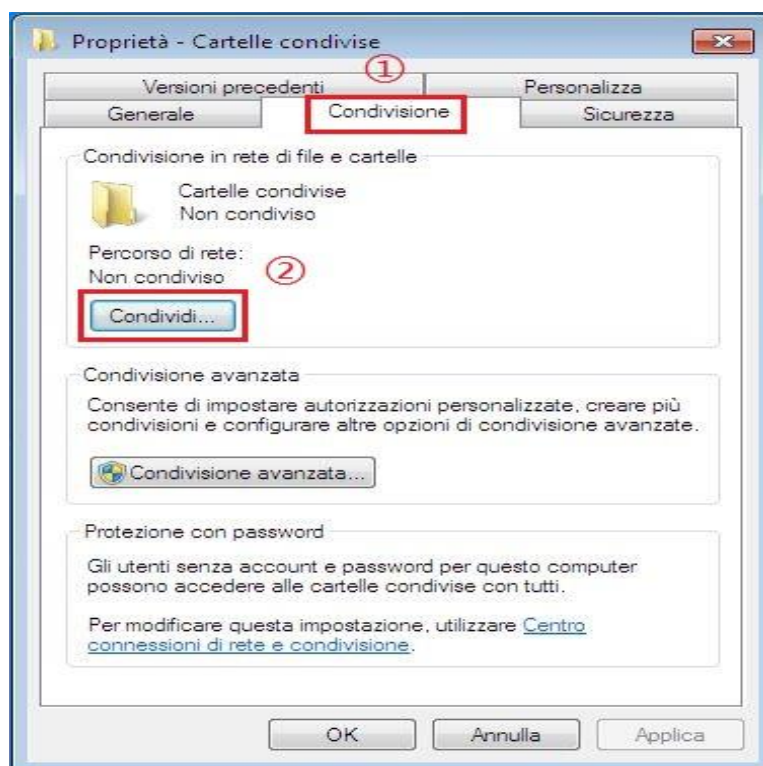 Proprietà - Cartelle condivise
①
Versioni precedenti
Personalizza
Generale
Condivisione
Sicurezza
Condivisione in rete di file e cartelle
Cartelle condivise
Non condiviso
Percorso di rete:
Non condiviso
②
Condividi...
Condivisione avanzata
Consente di impostare autorizzazioni personalizzate, creare più
condivisioni e configurare altre opzioni di condivisione avanzate.
Condivisione avanzata...
Protezione con password
Gli utenti senza account e password per questo computer
possono accedere alle cartelle condivise con tutti.
Per modificare questa impostazione, utilizzare Centro
connessioni di rete e condivisione.
OK
Annulla
Applica